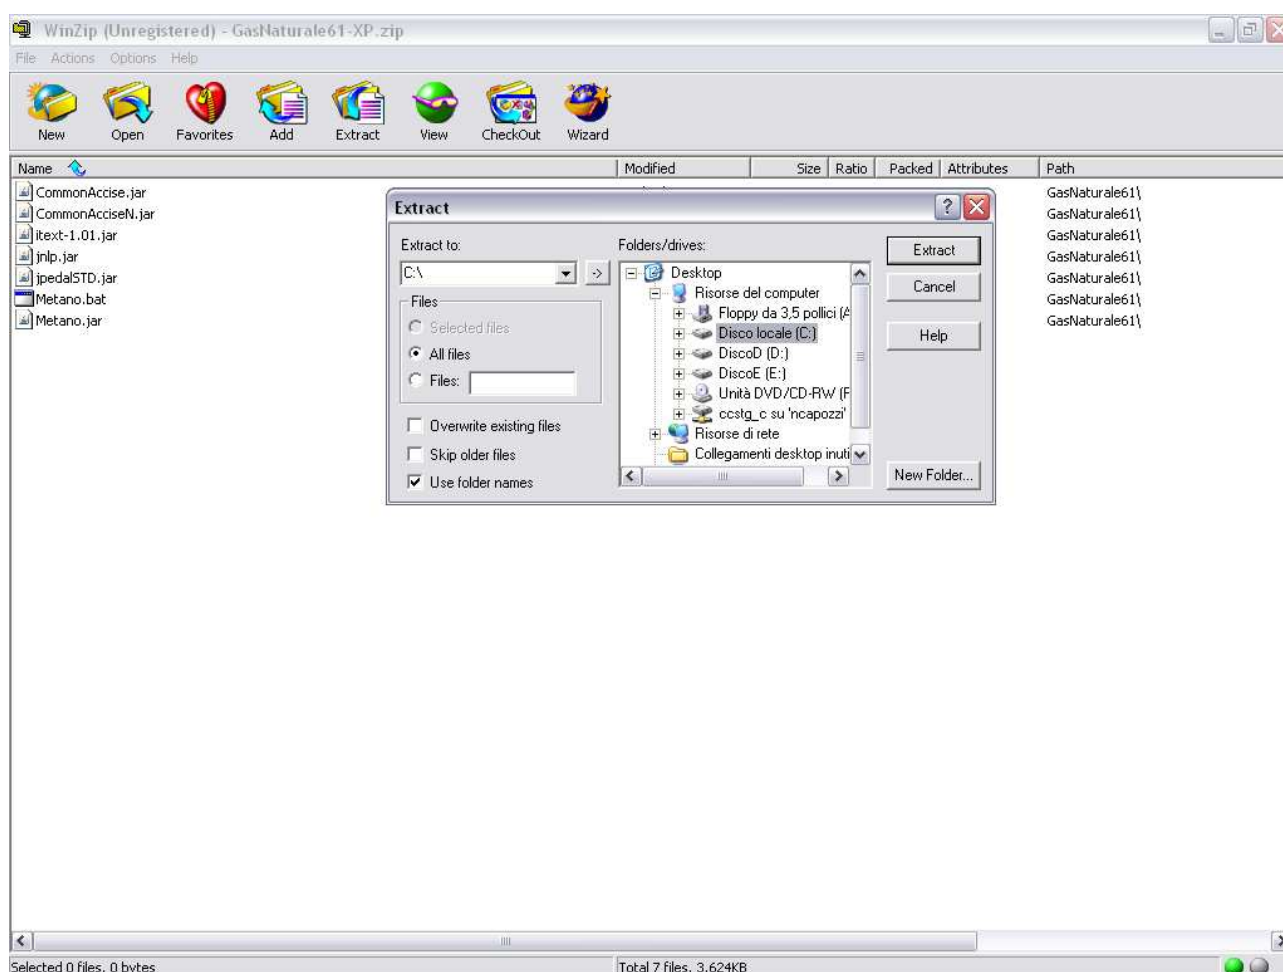 WinZip (Unregistered) - GasNaturale61-XP.zip
File Actions Options Help
New Open Favorites Add Extract View CheckOut Wizard
Name Modified Size Ratio Packed Attributes Path
CommonAccise.jar GasNaturale61\
CommonAcciseN.jar GasNaturale61\
itext-1.01.jar GasNaturale61\
jnlp.jar GasNaturale61\
jpedalSTD.jar GasNaturale61\
Metano.bat GasNaturale61\
Metano.jar GasNaturale61\
Extract
Extract to:
C:\
->
Files
Selected files
All files
Files:
Overwrite existing files
Skip older files
Use folder names
Folders/drives:
Desktop
Risorse del computer
Floppy da 3,5 pollici (A
Disco locale (C:)
DiscoD (D:)
DiscoE (E:)
Unità DVD/CD-RW (F
ccstg_c su 'ncapozzi'
Risorse di rete
Collegamenti desktop inuti
Extract
Cancel
Help
New Folder...
Selected 0 files, 0 bytes
Total 7 files, 3.624KB